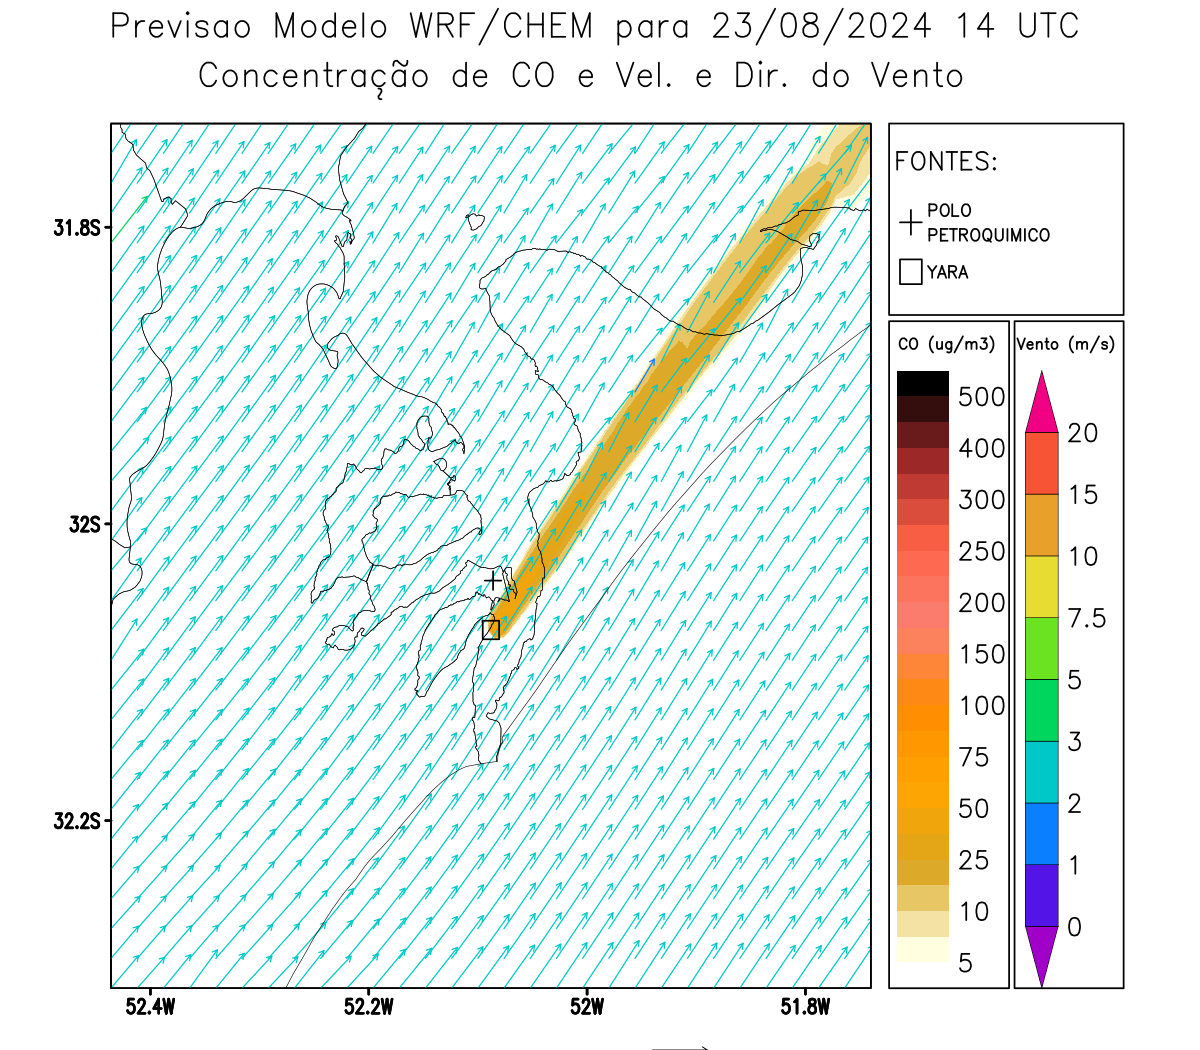 Previsao Modelo WRF/CHEM para 23/08/2024 14 UTC
Concentração de CO e Vel. e Dir. do Vento
FONTES:
POLO
PETROQUIMICO
YARA
CO (ug/m3)
500
400
300
250
200
150
100
75
50
25
10
5
Vento (m/s)
20
15
10
7.5
5
3
2
1
0
31.8S
32S
32.2S
52.4W
52.2W
52W
51.8W